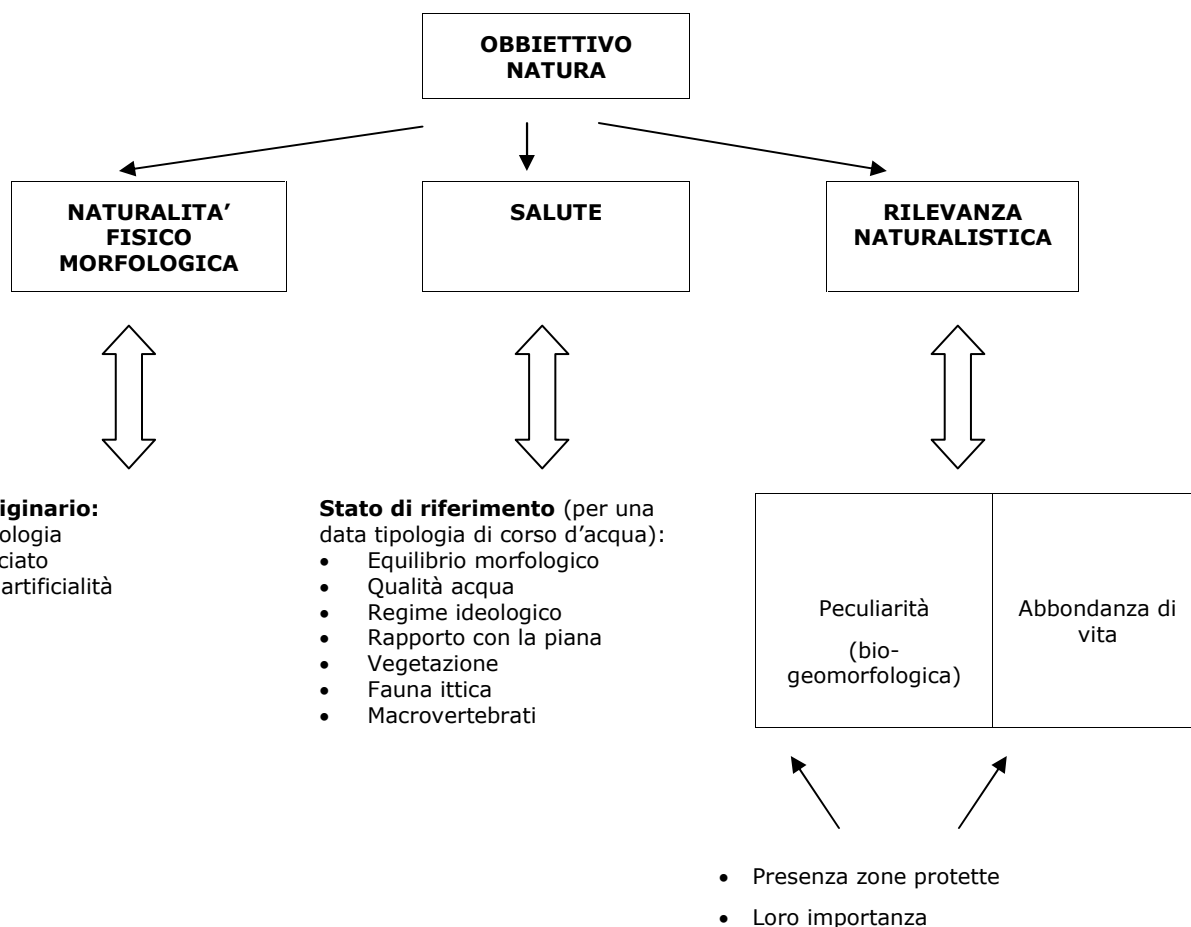 OBBIETTIVO
NATURA
NATURALITA’
FISICO
MORFOLOGICA
SALUTE
RILEVANZA
NATURALISTICA
iginario:
ologia
ciato
artificialità
Stato di riferimento (per una
data tipologia di corso d’acqua):
• Equilibrio morfologico
• Qualità acqua
• Regime ideologico
• Rapporto con la piana
• Vegetazione
• Fauna ittica
• Macrovertebrati
Peculiarità
(bio-
geomorfologica)
Abbondanza di
vita
• Presenza zone protette
• Loro importanza